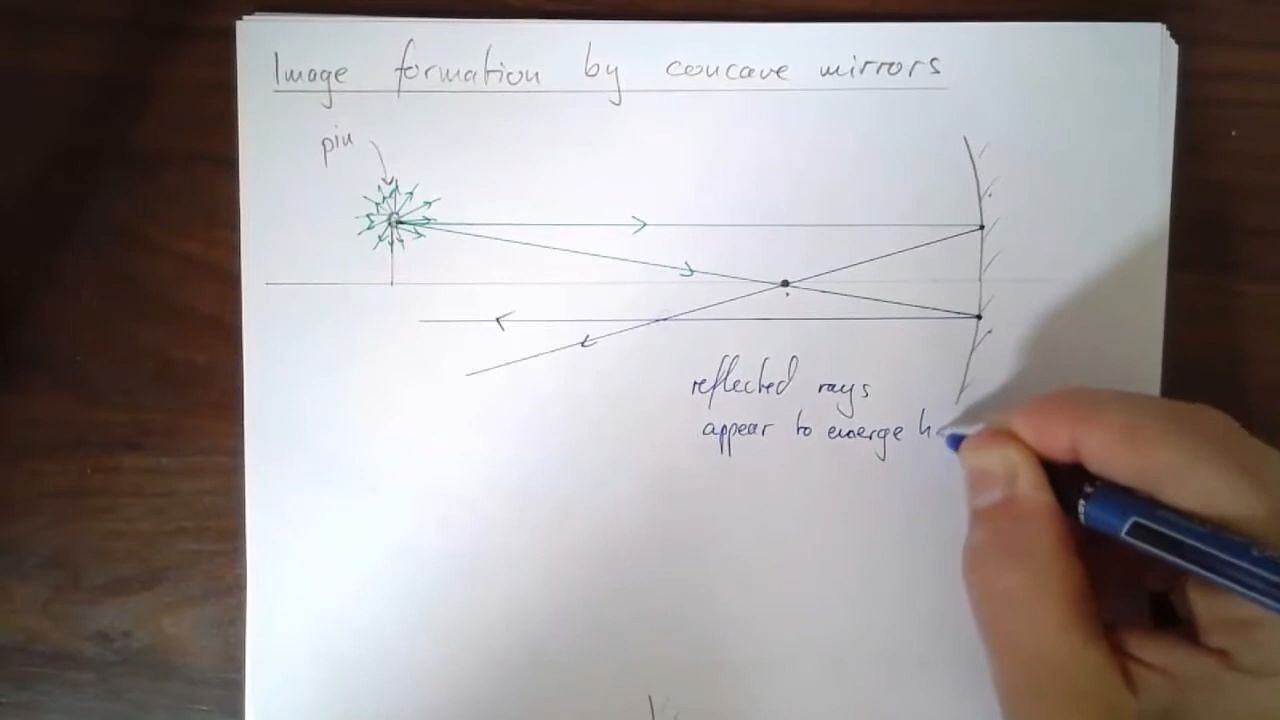 Image formation by concave mirrors
pin
reflected rays
appear to emerge h